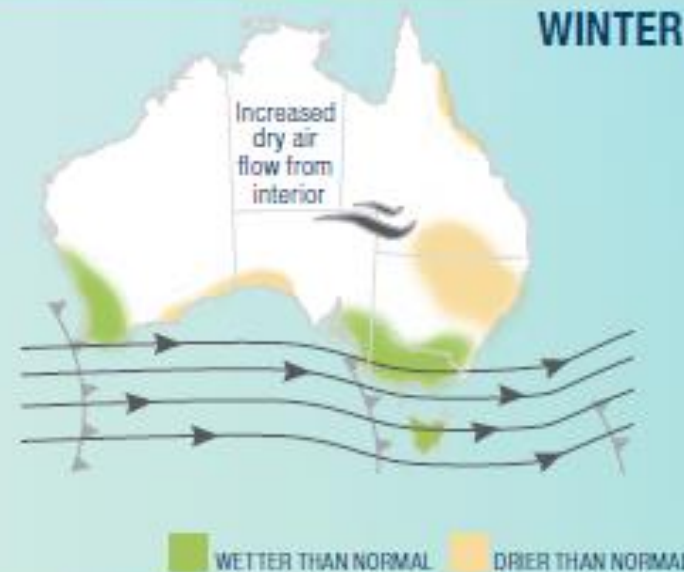 WINTER
Increased
dry air
flow from
interior
WETTER THAN NORMAL
DRIER THAN NORMAL